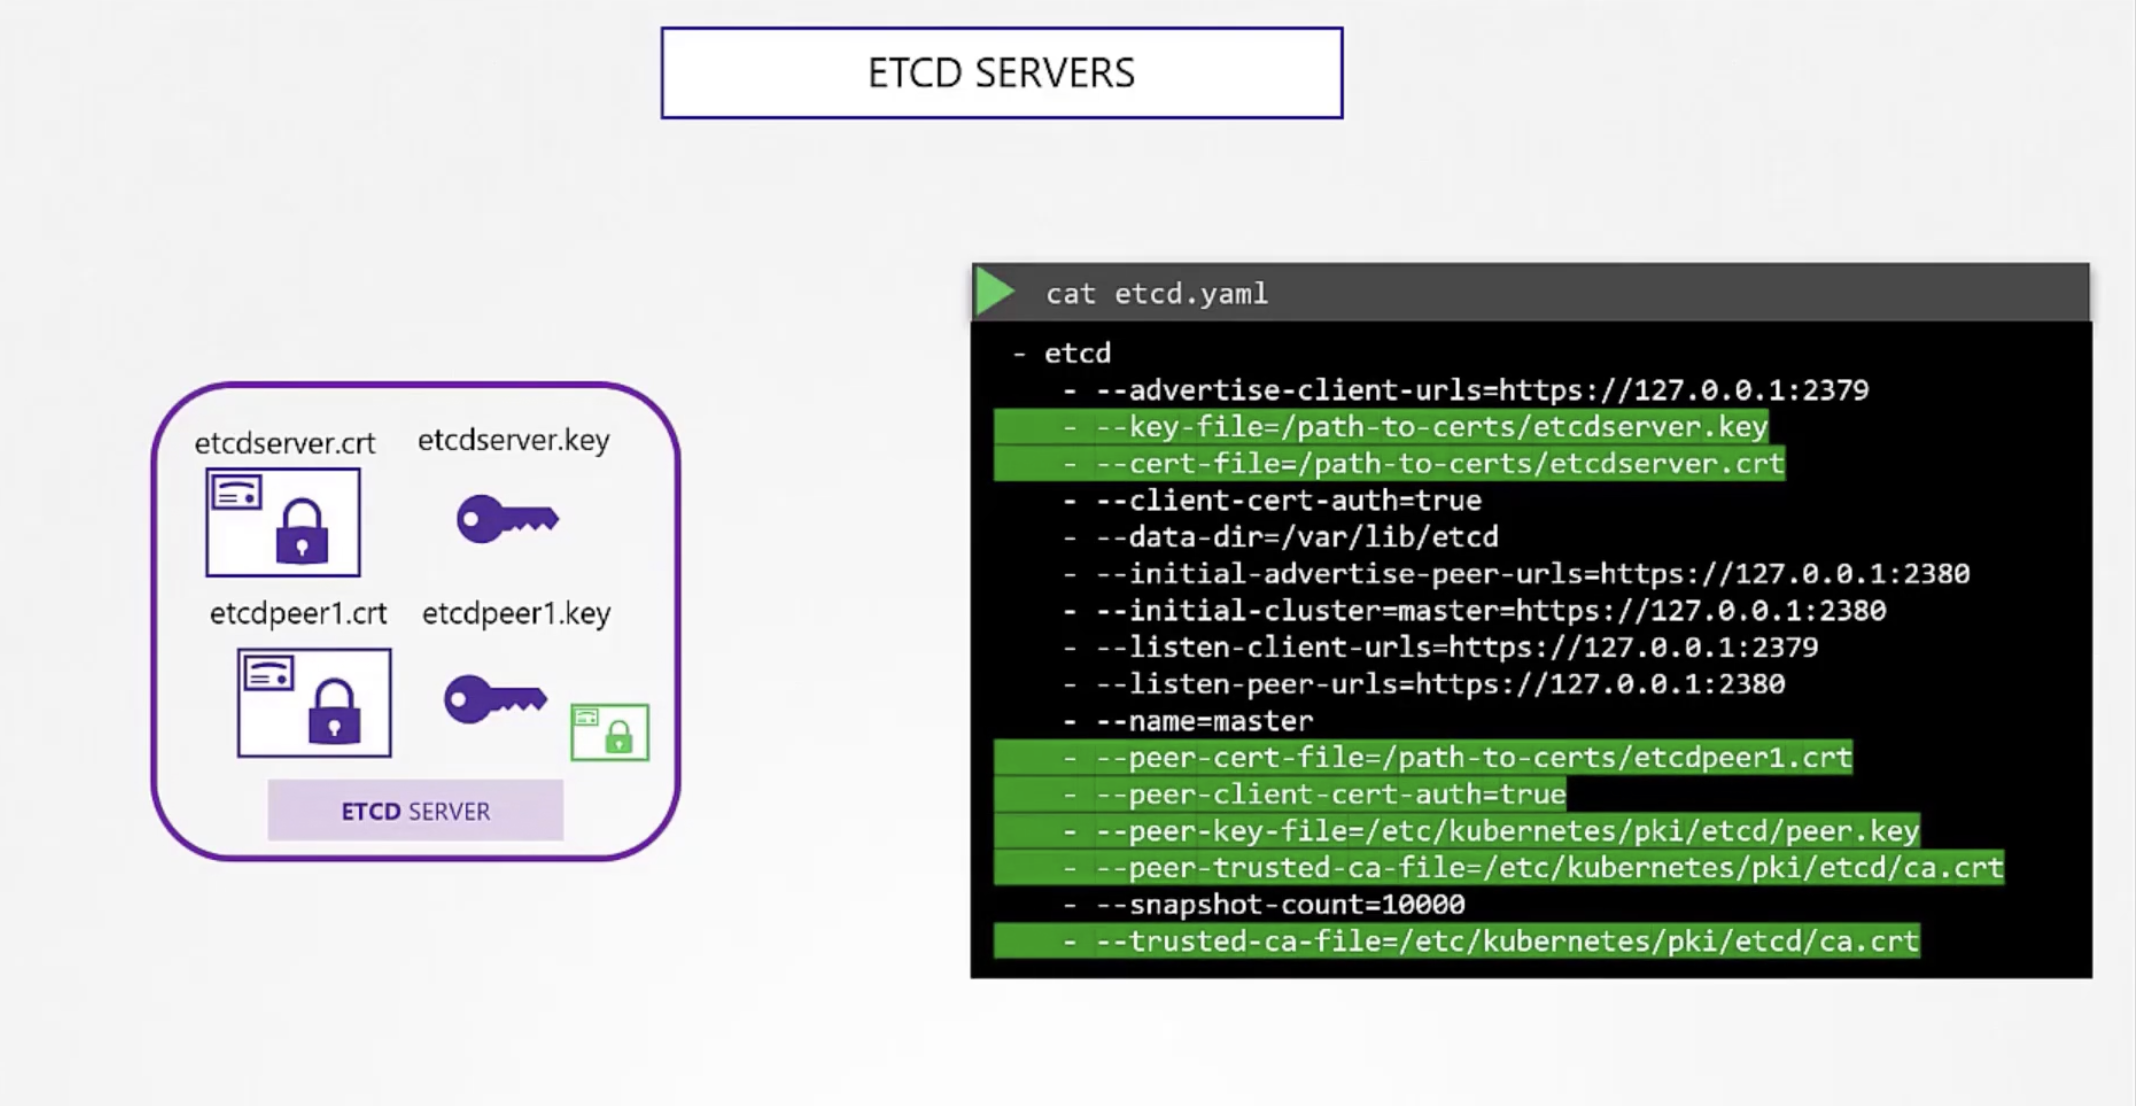 ETCD SERVERS
etcdserver.crt
etcdserver.key
etcdpeer1.crt
etcdpeer1.key
ETCD SERVER
cat etcd.yaml
- etcd
- --advertise-client-urls=https://127.0.0.1:2379
- --key-file=/path-to-certs/etcdserver.key
- --cert-file=/path-to-certs/etcdserver.crt
- --client-cert-auth=true
- --data-dir=/var/lib/etcd
- --initial-advertise-peer-urls=https://127.0.0.1:2380
- --initial-cluster=master=https://127.0.0.1:2380
- --listen-client-urls=https://127.0.0.1:2379
- --listen-peer-urls=https://127.0.0.1:2380
- --name=master
- --peer-cert-file=/path-to-certs/etcdpeer1.crt
- --peer-client-cert-auth=true
- --peer-key-file=/etc/kubernetes/pki/etcd/peer.key
- --peer-trusted-ca-file=/etc/kubernetes/pki/etcd/ca.crt
- --snapshot-count=10000
- --trusted-ca-file=/etc/kubernetes/pki/etcd/ca.crt